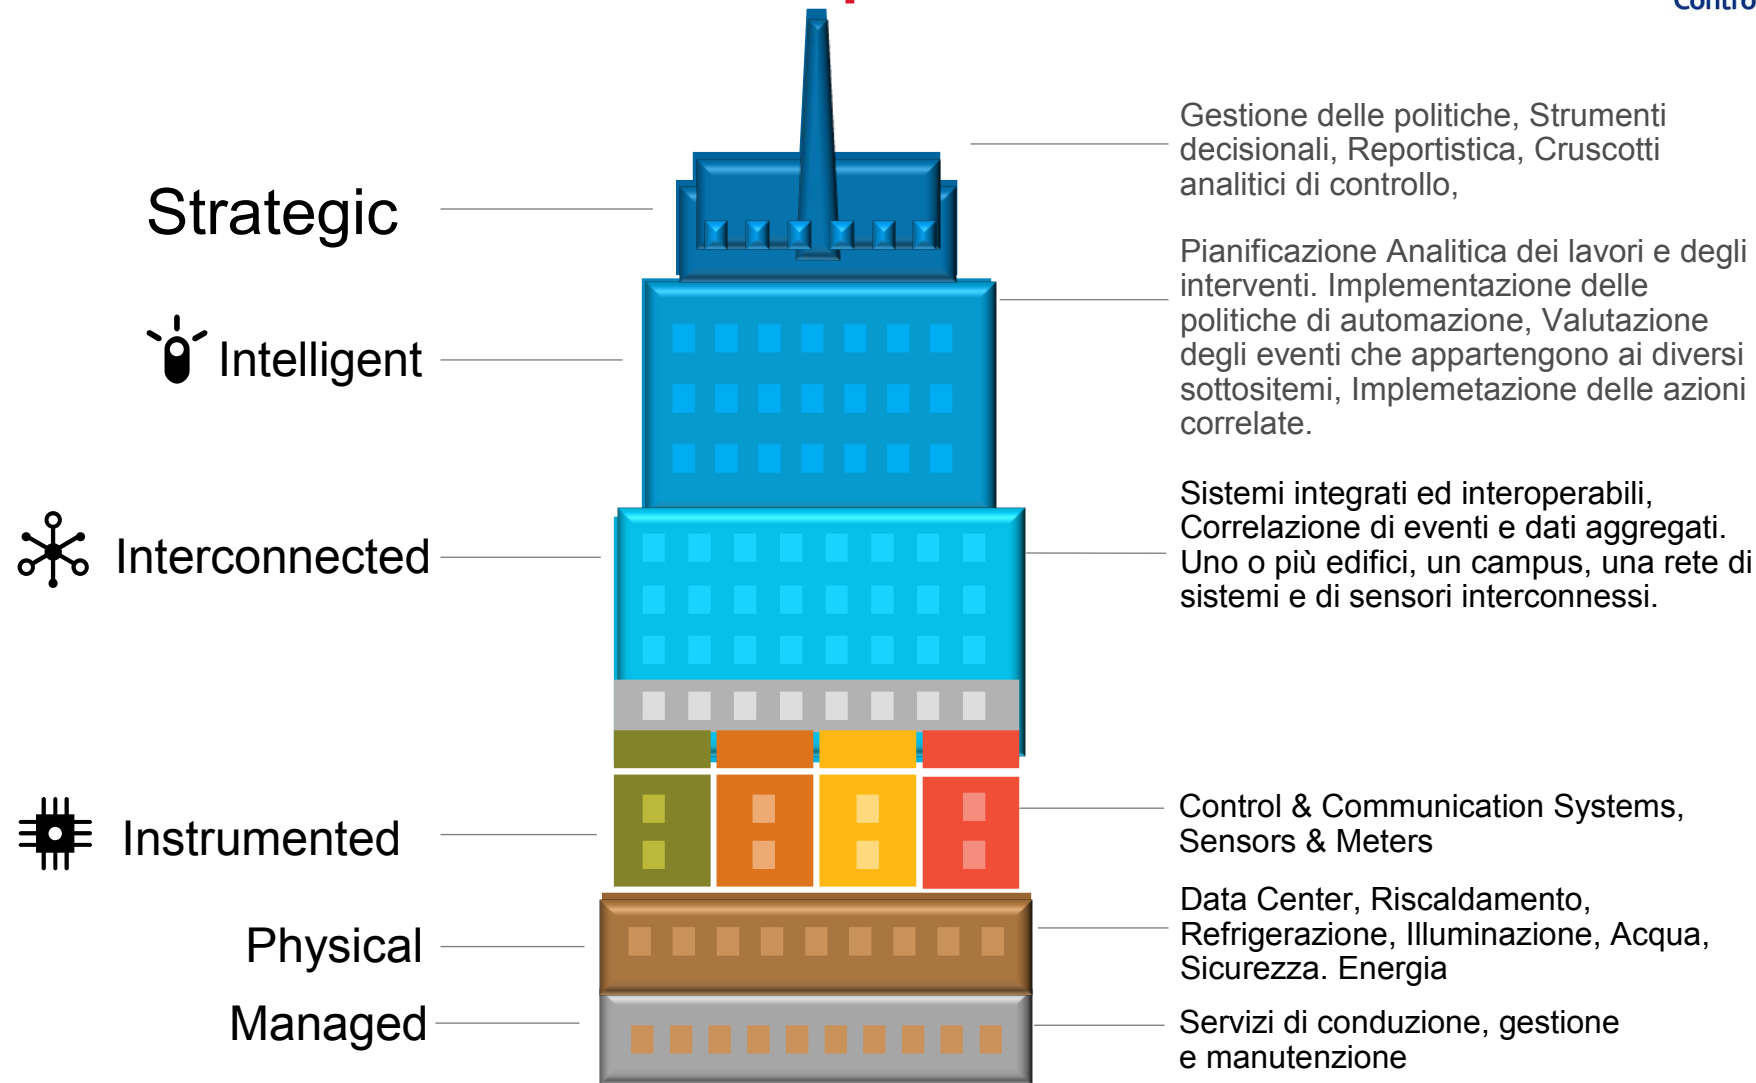 Contro
Strategic
Gestione delle politiche, Strumenti
decisionali, Reportistica, Cruscotti
analitici di controllo,
Intelligent
Pianificazione Analitica dei lavori e degli
interventi. Implementazione delle
politiche di automazione, Valutazione
degli eventi che appartengono ai diversi
sottositemi, Implemetazione delle azioni
correlate.
Interconnected
Sistemi integrati ed interoperabili,
Correlazione di eventi e dati aggregati.
Uno o più edifici, un campus, una rete di
sistemi e di sensori interconnessi.
Instrumented
Control & Communication Systems,
Sensors & Meters
Physical
Data Center, Riscaldamento,
Refrigerazione, Illuminazione, Acqua,
Sicurezza. Energia
Managed
Servizi di conduzione, gestione
e manutenzione